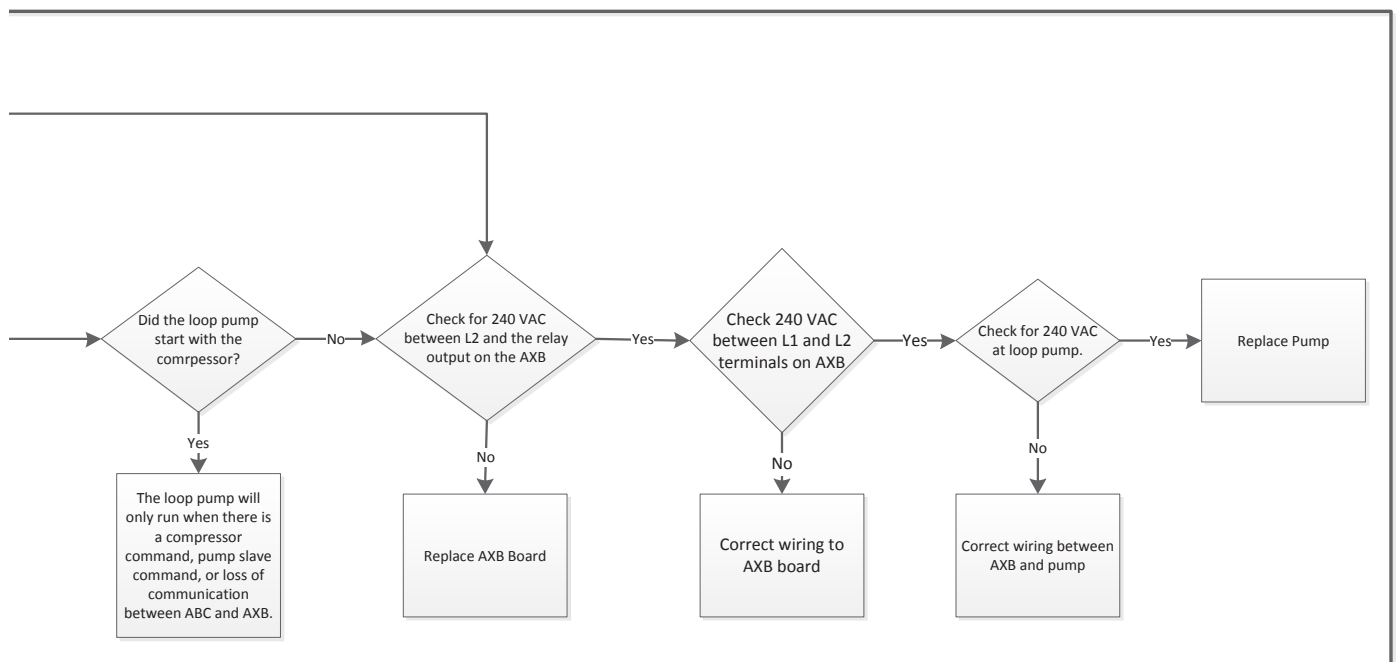 Did the loop pump
start with the
comrpessor?
No
Check for 240 VAC
between L2 and the relay
output on the AXB
Yes
Check 240 VAC
between L1 and L2
terminals on AXB
Yes
Check for 240 VAC
at loop pump.
Yes
Replace Pump
Yes
No
No
No
The loop pump will
only run when there is
a compressor
command, pump slave
command, or loss of
communication
between ABC and AXB.
Replace AXB Board
Correct wiring to
AXB board
Correct wiring between
AXB and pump